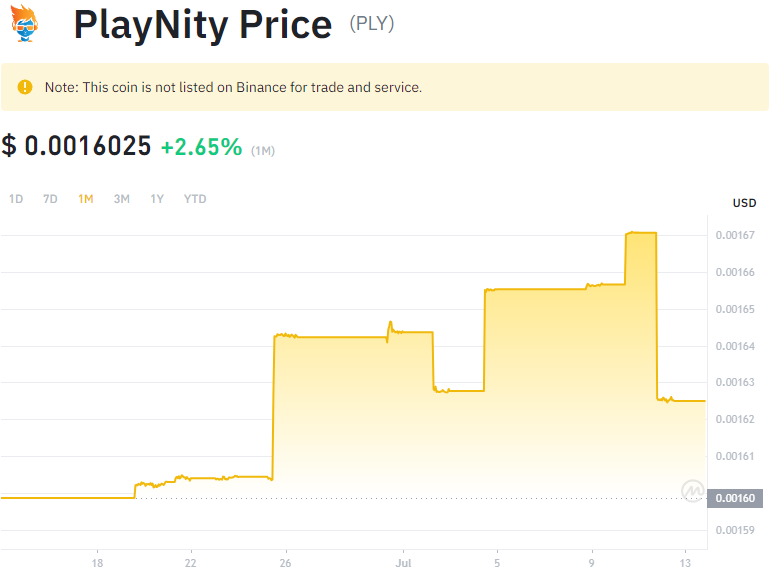 PlayNity Price (PLY)
Note: This coin is not listed on Binance for trade and service.
$ 0.0016025 +2.65% (1M)
1D 7D 1M 3M 1Y YTD
USD
0.00167
0.00166
0.00165
0.00164
0.00163
0.00162
0.00161
0.00160
0.00159
18 22 26 Jul 5 9 13